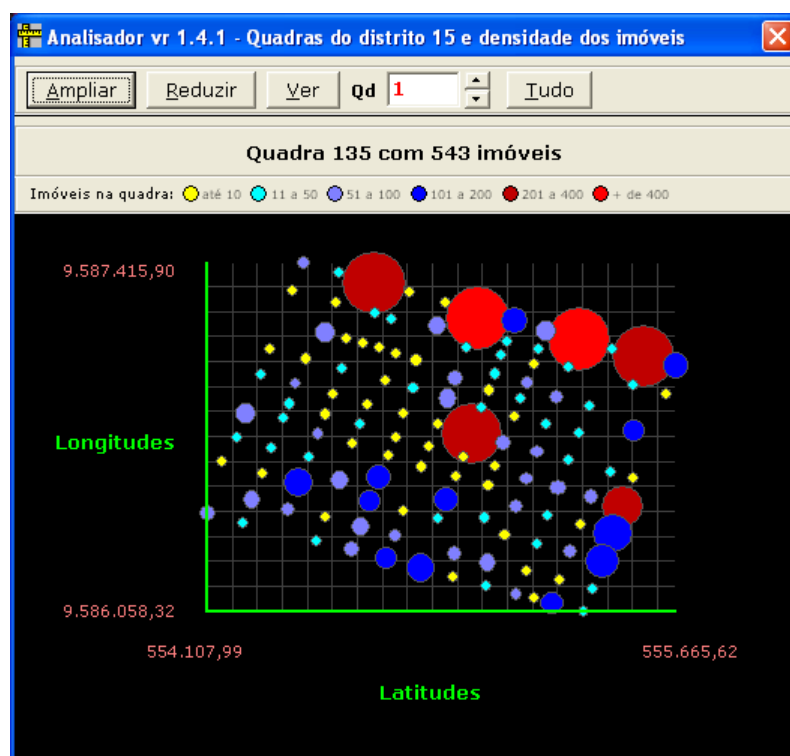 Analisador vr 1.4.1 - Quadras do distrito 15 e densidade dos imóveis
Ampliar Reduzir Ver Qd 1 Tudo
Quadra 135 com 543 imóveis
Imóveis na quadra: até 10 11 a 50 51 a 100 101 a 200 201 a 400 + de 400
9.587.415,90
Longitudes
9.586.058,32
554.107,99 555.665,62
Latitudes